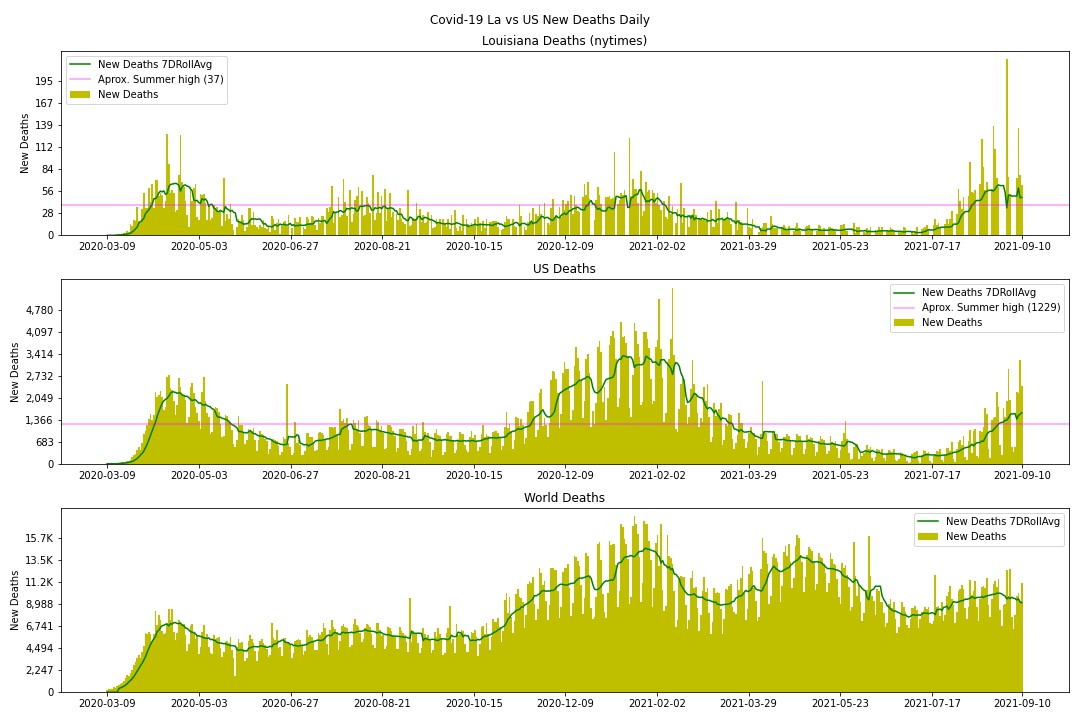 Covid-19 La vs US New Deaths Daily
Louisiana Deaths (nytimes)
New Deaths 7DRollAvg
Aprox. Summer high (37)
New Deaths
New Deaths
195
167
139
112
84
56
28
0
2020-03-09 2020-05-03 2020-06-27 2020-08-21 2020-10-15 2020-12-09 2021-02-02 2021-03-29 2021-05-23 2021-07-17 2021-09-10
US Deaths
New Deaths 7DRollAvg
Aprox. Summer high (1229)
New Deaths
New Deaths
4,780
4,097
3,414
2,732
2,049
1,366
683
0
2020-03-09 2020-05-03 2020-06-27 2020-08-21 2020-10-15 2020-12-09 2021-02-02 2021-03-29 2021-05-23 2021-07-17 2021-09-10
World Deaths
New Deaths 7DRollAvg
New Deaths
New Deaths
15.7K
13.5K
11.2K
8,988
6,741
4,494
2,247
0
2020-03-09 2020-05-03 2020-06-27 2020-08-21 2020-10-15 2020-12-09 2021-02-02 2021-03-29 2021-05-23 2021-07-17 2021-09-10